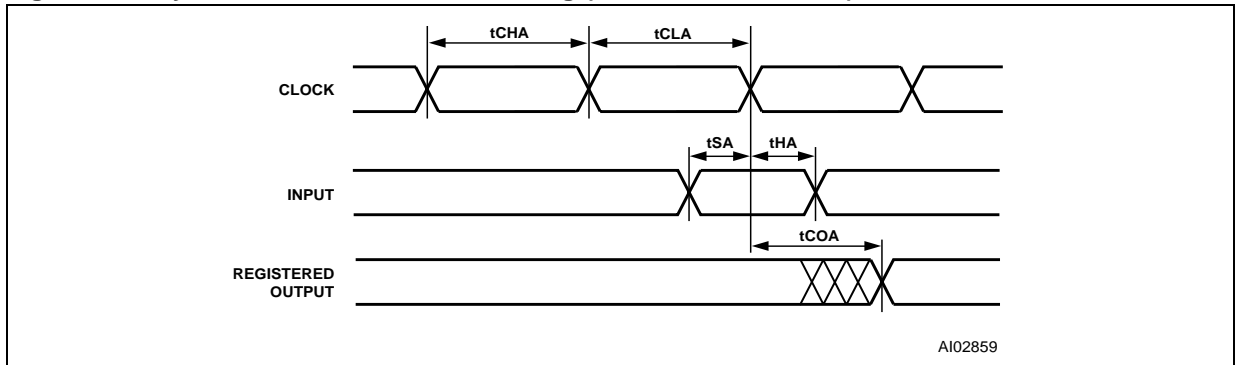 tCHA
tCLA
CLOCK
tSA
tHA
INPUT
tCOA
REGISTERED
OUTPUT
AI02859